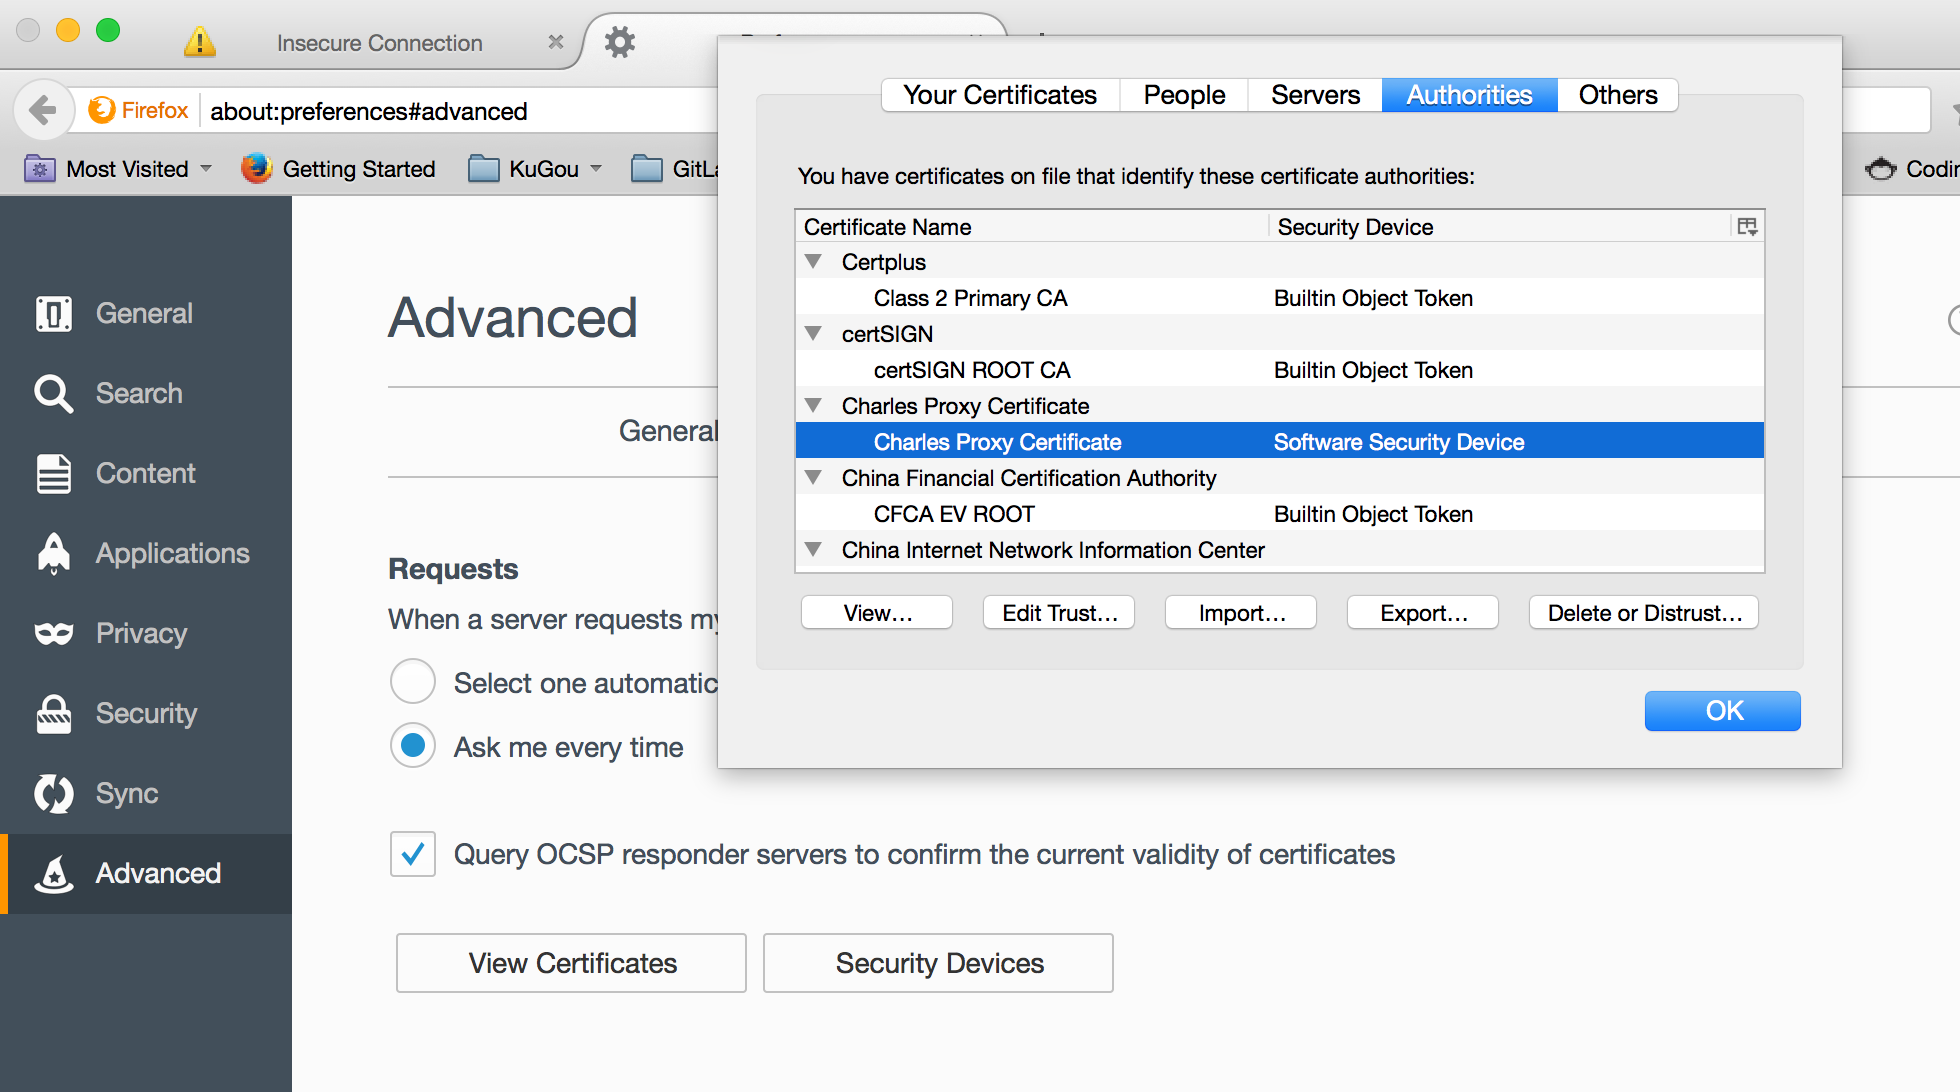 Insecure Connection
Firefox
about:preferences#advanced
Most Visited
Getting Started
KuGou
Your Certificates
People
Servers
Authorities
Others
You have certificates on file that identify these certificate authorities:
Certificate Name
Security Device
Certplus
Class 2 Primary CA
Builtin Object Token
certSIGN
certSIGN ROOT CA
Builtin Object Token
Charles Proxy Certificate
Charles Proxy Certificate
Software Security Device
China Financial Certification Authority
CFCA EV ROOT
Builtin Object Token
China Internet Network Information Center
View...
Edit Trust...
Import...
Export...
Delete or Distrust...
OK
General
Search
Content
Applications
Privacy
Security
Sync
Advanced
Advanced
General
Requests
When a server requests my
Select one automatic
Ask me every time
Query OCSP responder servers to confirm the current validity of certificates
View Certificates
Security Devices